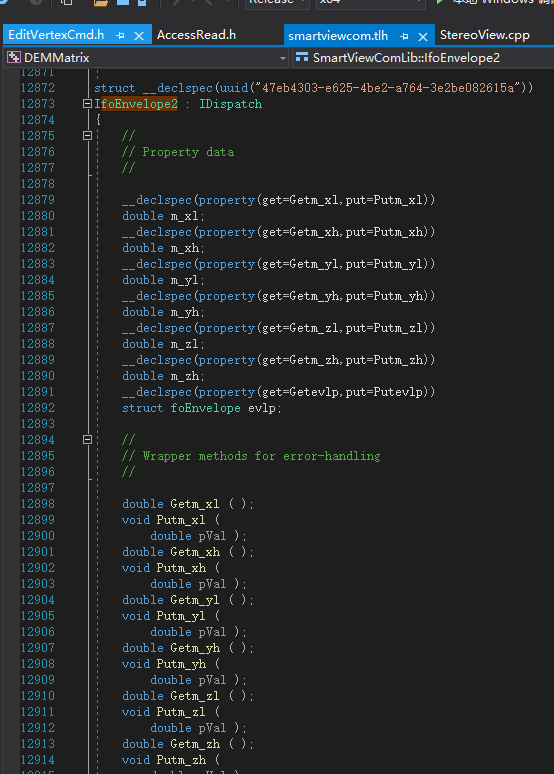 Release
x64
本地 Windows 调
EditVertexCmd.h
AccessRead.h
smartviewcom.tlh
StereoView.cpp
DEMMatrix
SmartViewComLib::IfoEnvelope2
12871
12872 struct __declspec(uuid("47eb4303-e625-4be2-a764-3e2be082615a"))
12873 IfoEnvelope2 : IDispatch
12874 {
12875 //
12876 // Property data
12877 //
12878
12879 __declspec(property(get=Getm_xl,put=Putm_xl))
12880 double m_xl;
12881 __declspec(property(get=Getm_xh,put=Putm_xh))
12882 double m_xh;
12883 __declspec(property(get=Getm_yl,put=Putm_yl))
12884 double m_yl;
12885 __declspec(property(get=Getm_yh,put=Putm_yh))
12886 double m_yh;
12887 __declspec(property(get=Getm_zl,put=Putm_zl))
12888 double m_zl;
12889 __declspec(property(get=Getm_zh,put=Putm_zh))
12890 double m_zh;
12891 __declspec(property(get=Getevlp,put=Putevlp))
12892 struct foEnvelope evlp;
12893
12894 //
12895 // Wrapper methods for error-handling
12896 //
12897
12898 double Getm_xl ( );
12899 void Putm_xl (
12900 double pVal );
12901 double Getm_xh ( );
12902 void Putm_xh (
12903 double pVal );
12904 double Getm_yl ( );
12905 void Putm_yl (
12906 double pVal );
12907 double Getm_yh ( );
12908 void Putm_yh (
12909 double pVal );
12910 double Getm_zl ( );
12911 void Putm_zl (
12912 double pVal );
12913 double Getm_zh ( );
12914 void Putm_zh (
12915 double pVal )